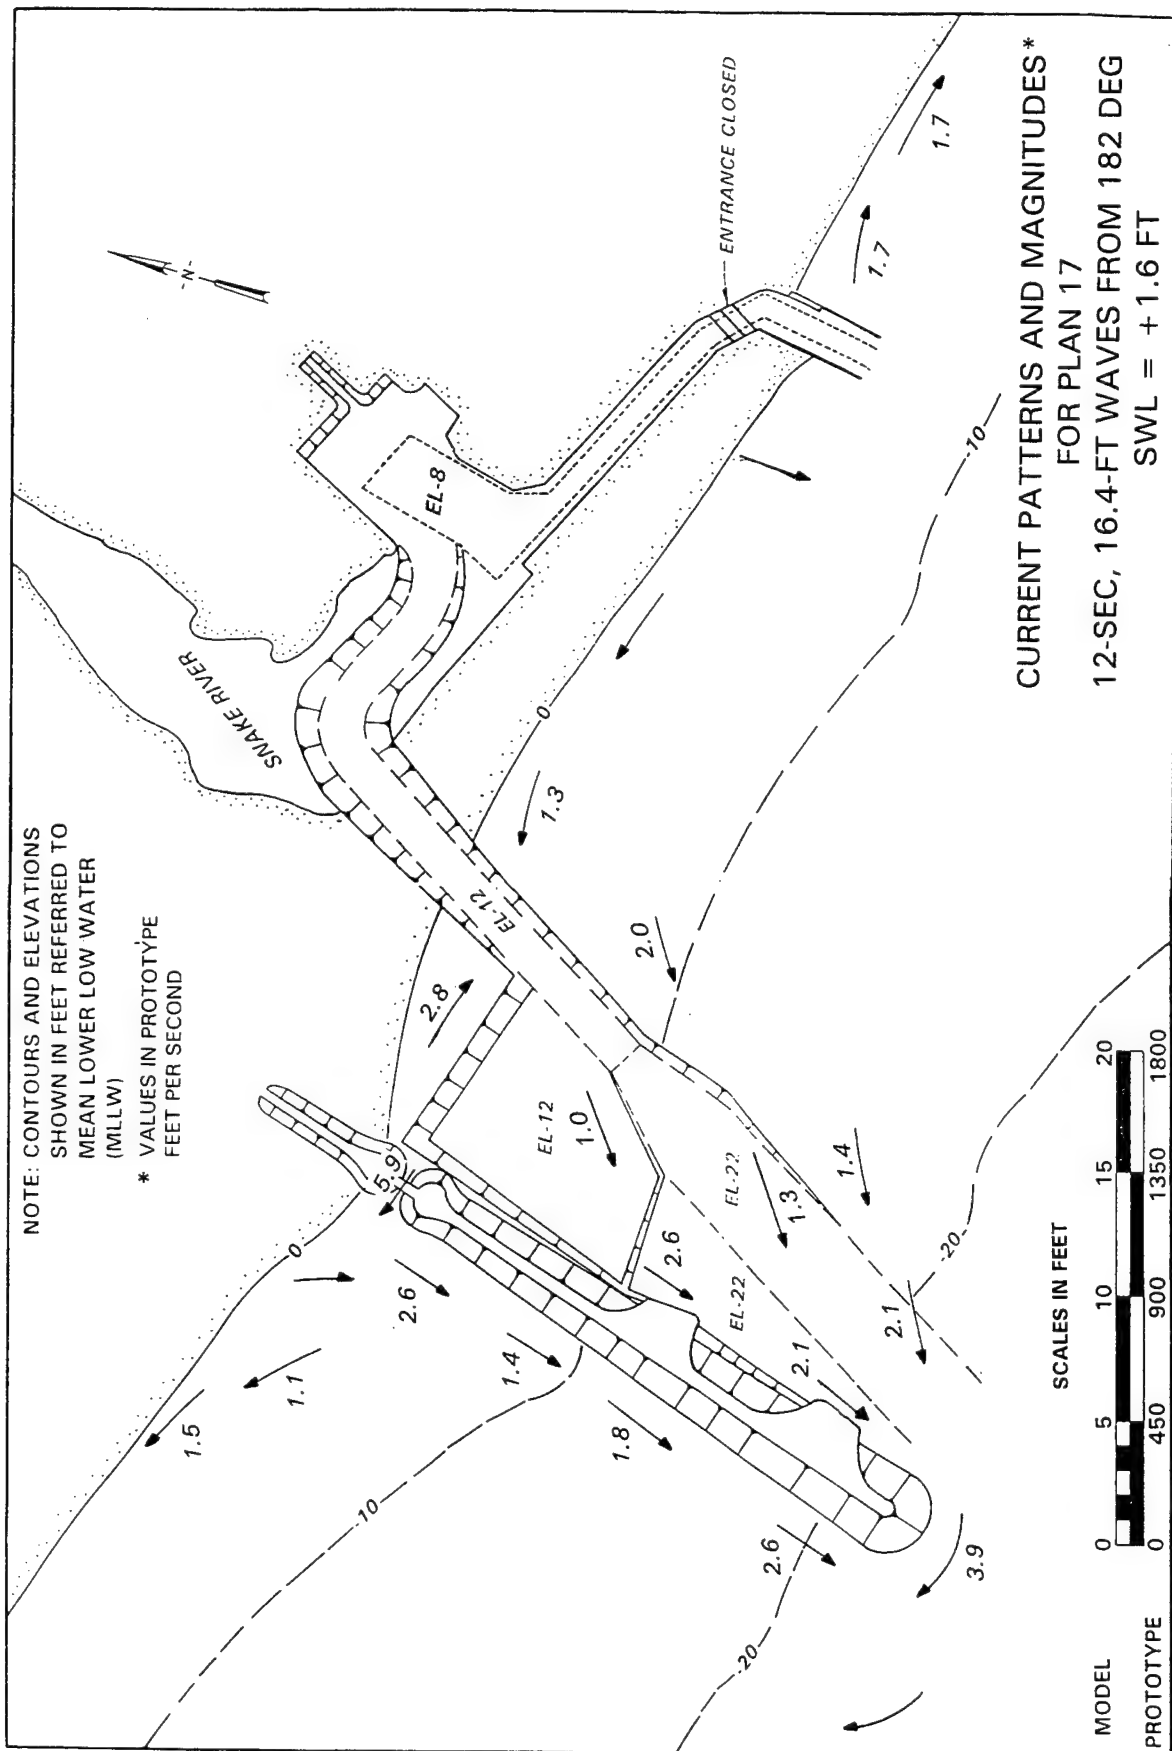 NOTE: CONTOURS AND ELEVATIONS
SHOWN IN FEET REFERRED TO
MEAN LOWER LOW WATER
(MLLW)
* VALUES IN PROTOTYPE
FEET PER SECOND
-N-
SNAKE RIVER
EL-8
ENTRANCE CLOSED
1.7
1.7
0
1.3
EL-12
2.8
2.0
-10
5.9
EL-12
1.0
0
2.6
2.6
EL-22
1.3
1.4
-20
EL-22
1.1
1.5
1.4
2.1
2.1
1.8
-10
2.6
3.9
-20
SCALES IN FEET
MODEL
0 5 10 15 20
PROTOTYPE
0 450 900 1350 1800
CURRENT PATTERNS AND MAGNITUDES*
FOR PLAN 17
12-SEC, 16.4-FT WAVES FROM 182 DEG
SWL = +1.6 FT